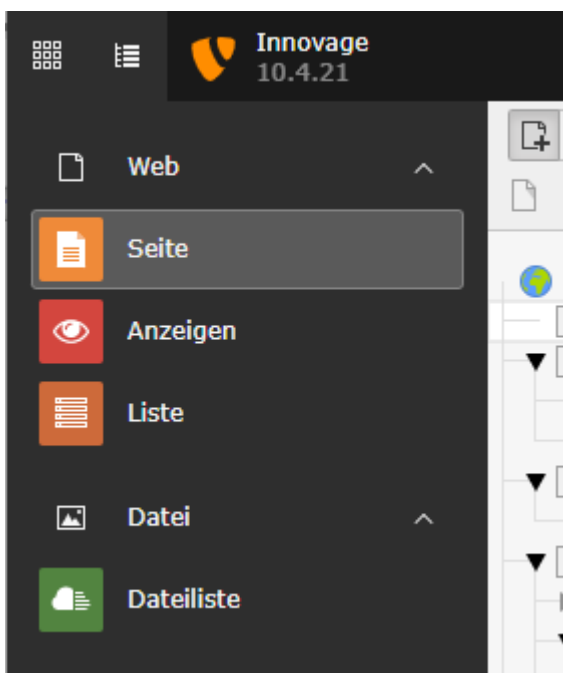 Innovage
10.4.21
Web
Seite
Anzeigen
Liste
Datei
Dateiliste